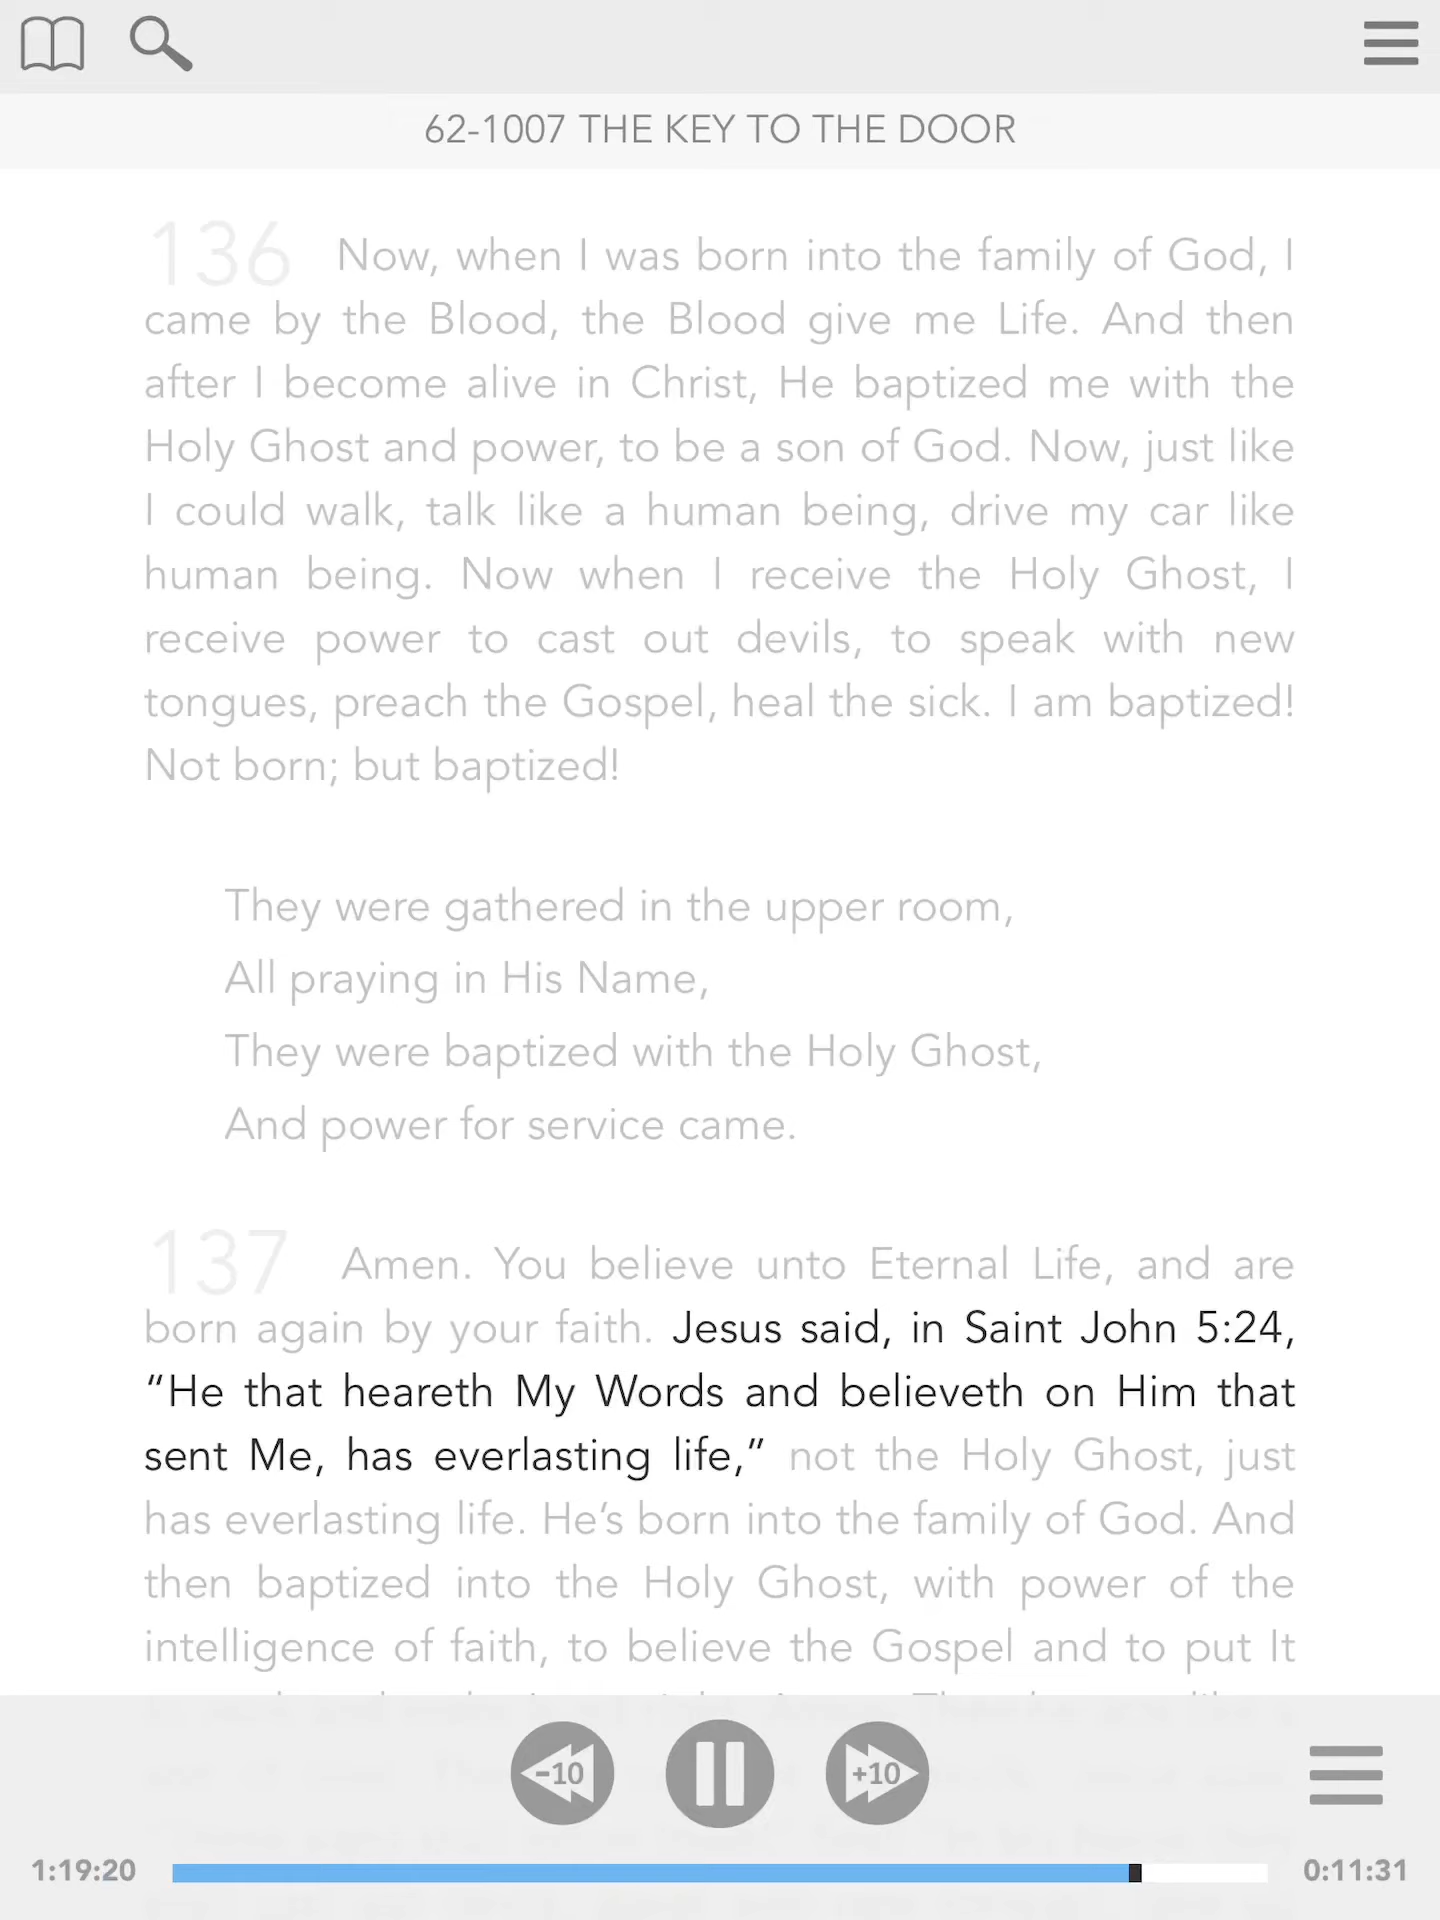 62-1007 THE KEY TO THE DOOR
136 Now, when I was born into the family of God, I
came by the Blood, the Blood give me Life. And then
after I become alive in Christ, He baptized me with the
Holy Ghost and power, to be a son of God. Now, just like
I could walk, talk like a human being, drive my car like
human being. Now when I receive the Holy Ghost, I
receive power to cast out devils, to speak with new
tongues, preach the Gospel, heal the sick. I am baptized!
Not born; but baptized!
They were gathered in the upper room,
All praying in His Name,
They were baptized with the Holy Ghost,
And power for service came.
137 Amen. You believe unto Eternal Life, and are
born again by your faith. Jesus said, in Saint John 5:24,
“He that heareth My Words and believeth on Him that
sent Me, has everlasting life,” not the Holy Ghost, just
has everlasting life. He’s born into the family of God. And
then baptized into the Holy Ghost, with power of the
intelligence of faith, to believe the Gospel and to put It
-10 +10
1:19:20 0:11:31